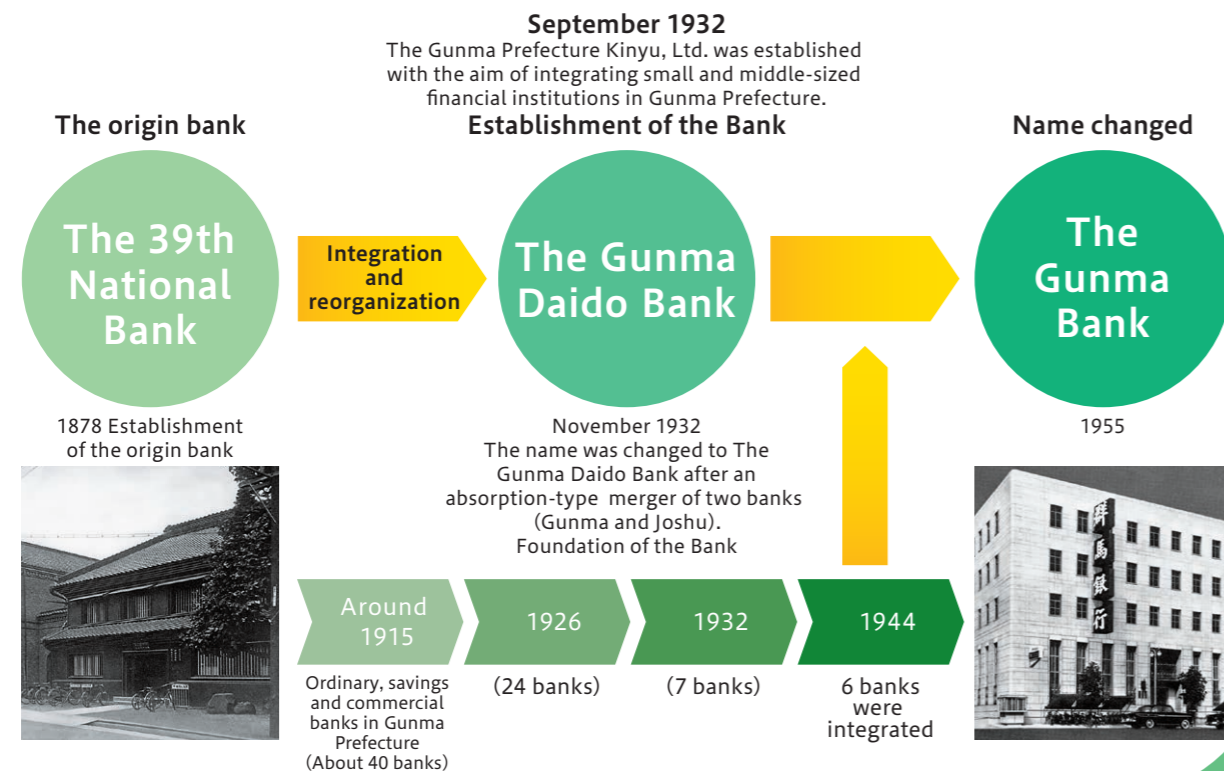 September 1932
The Gunma Prefecture Kinyu, Ltd. was established
with the aim of integrating small and middle-sized
financial institutions in Gunma Prefecture.
The origin bank
Establishment of the Bank
Name changed
The 39th
National
Bank
Integration
and
reorganization
The Gunma
Daido Bank
The
Gunma
Bank
1878 Establishment
of the origin bank
November 1932
The name was changed to The
Gunma Daido Bank after an
absorption-type merger of two banks
(Gunma and Joshu).
Foundation of the Bank
1955
群馬銀行
Around
1915
1926
1932
1944
Ordinary, savings
and commercial
banks in Gunma
Prefecture
(About 40 banks)
(24 banks)
(7 banks)
6 banks
were
integrated